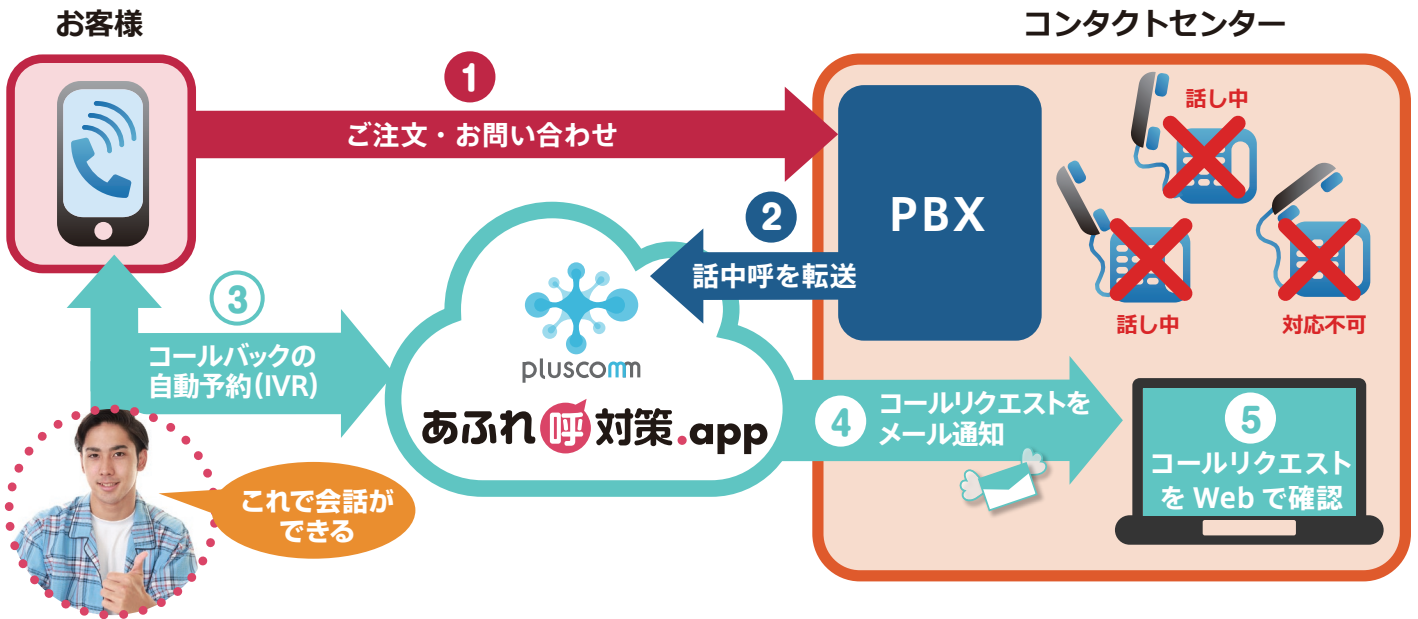 お客様
コンタクトセンター
1
ご注文・お問い合わせ
PBX
話し中
話し中
対応不可
2
話中呼を転送
3
コールバックの
自動予約(IVR)
pluscomm
あふれ呼対策.app
4
コールリクエストを
メール通知
5
コールリクエスト
を Web で確認
これで会話が
できる